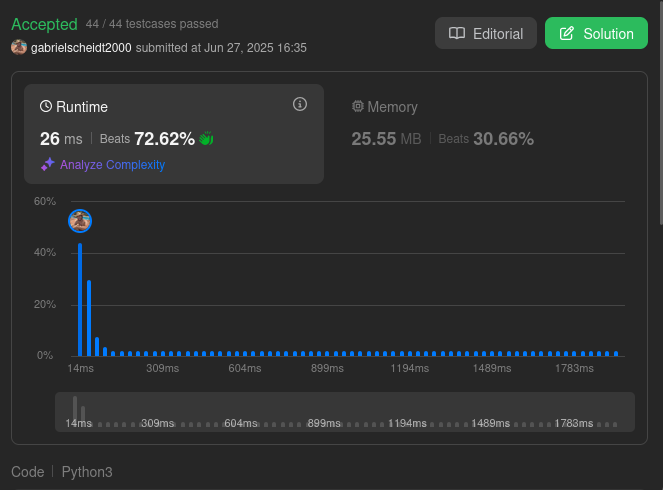 Accepted 44 / 44 testcases passed
gabrielscheidt2000 submitted at Jun 27, 2025 16:35
Editorial
Solution
Runtime
26 ms Beats 72.62%
Analyze Complexity
Memory
25.55 MB Beats 30.66%
60%
40%
20%
0%
14ms 309ms 604ms 899ms 1194ms 1489ms 1783ms
14ms 309ms 604ms 899ms 1194ms 1489ms 1783ms
Code Python3